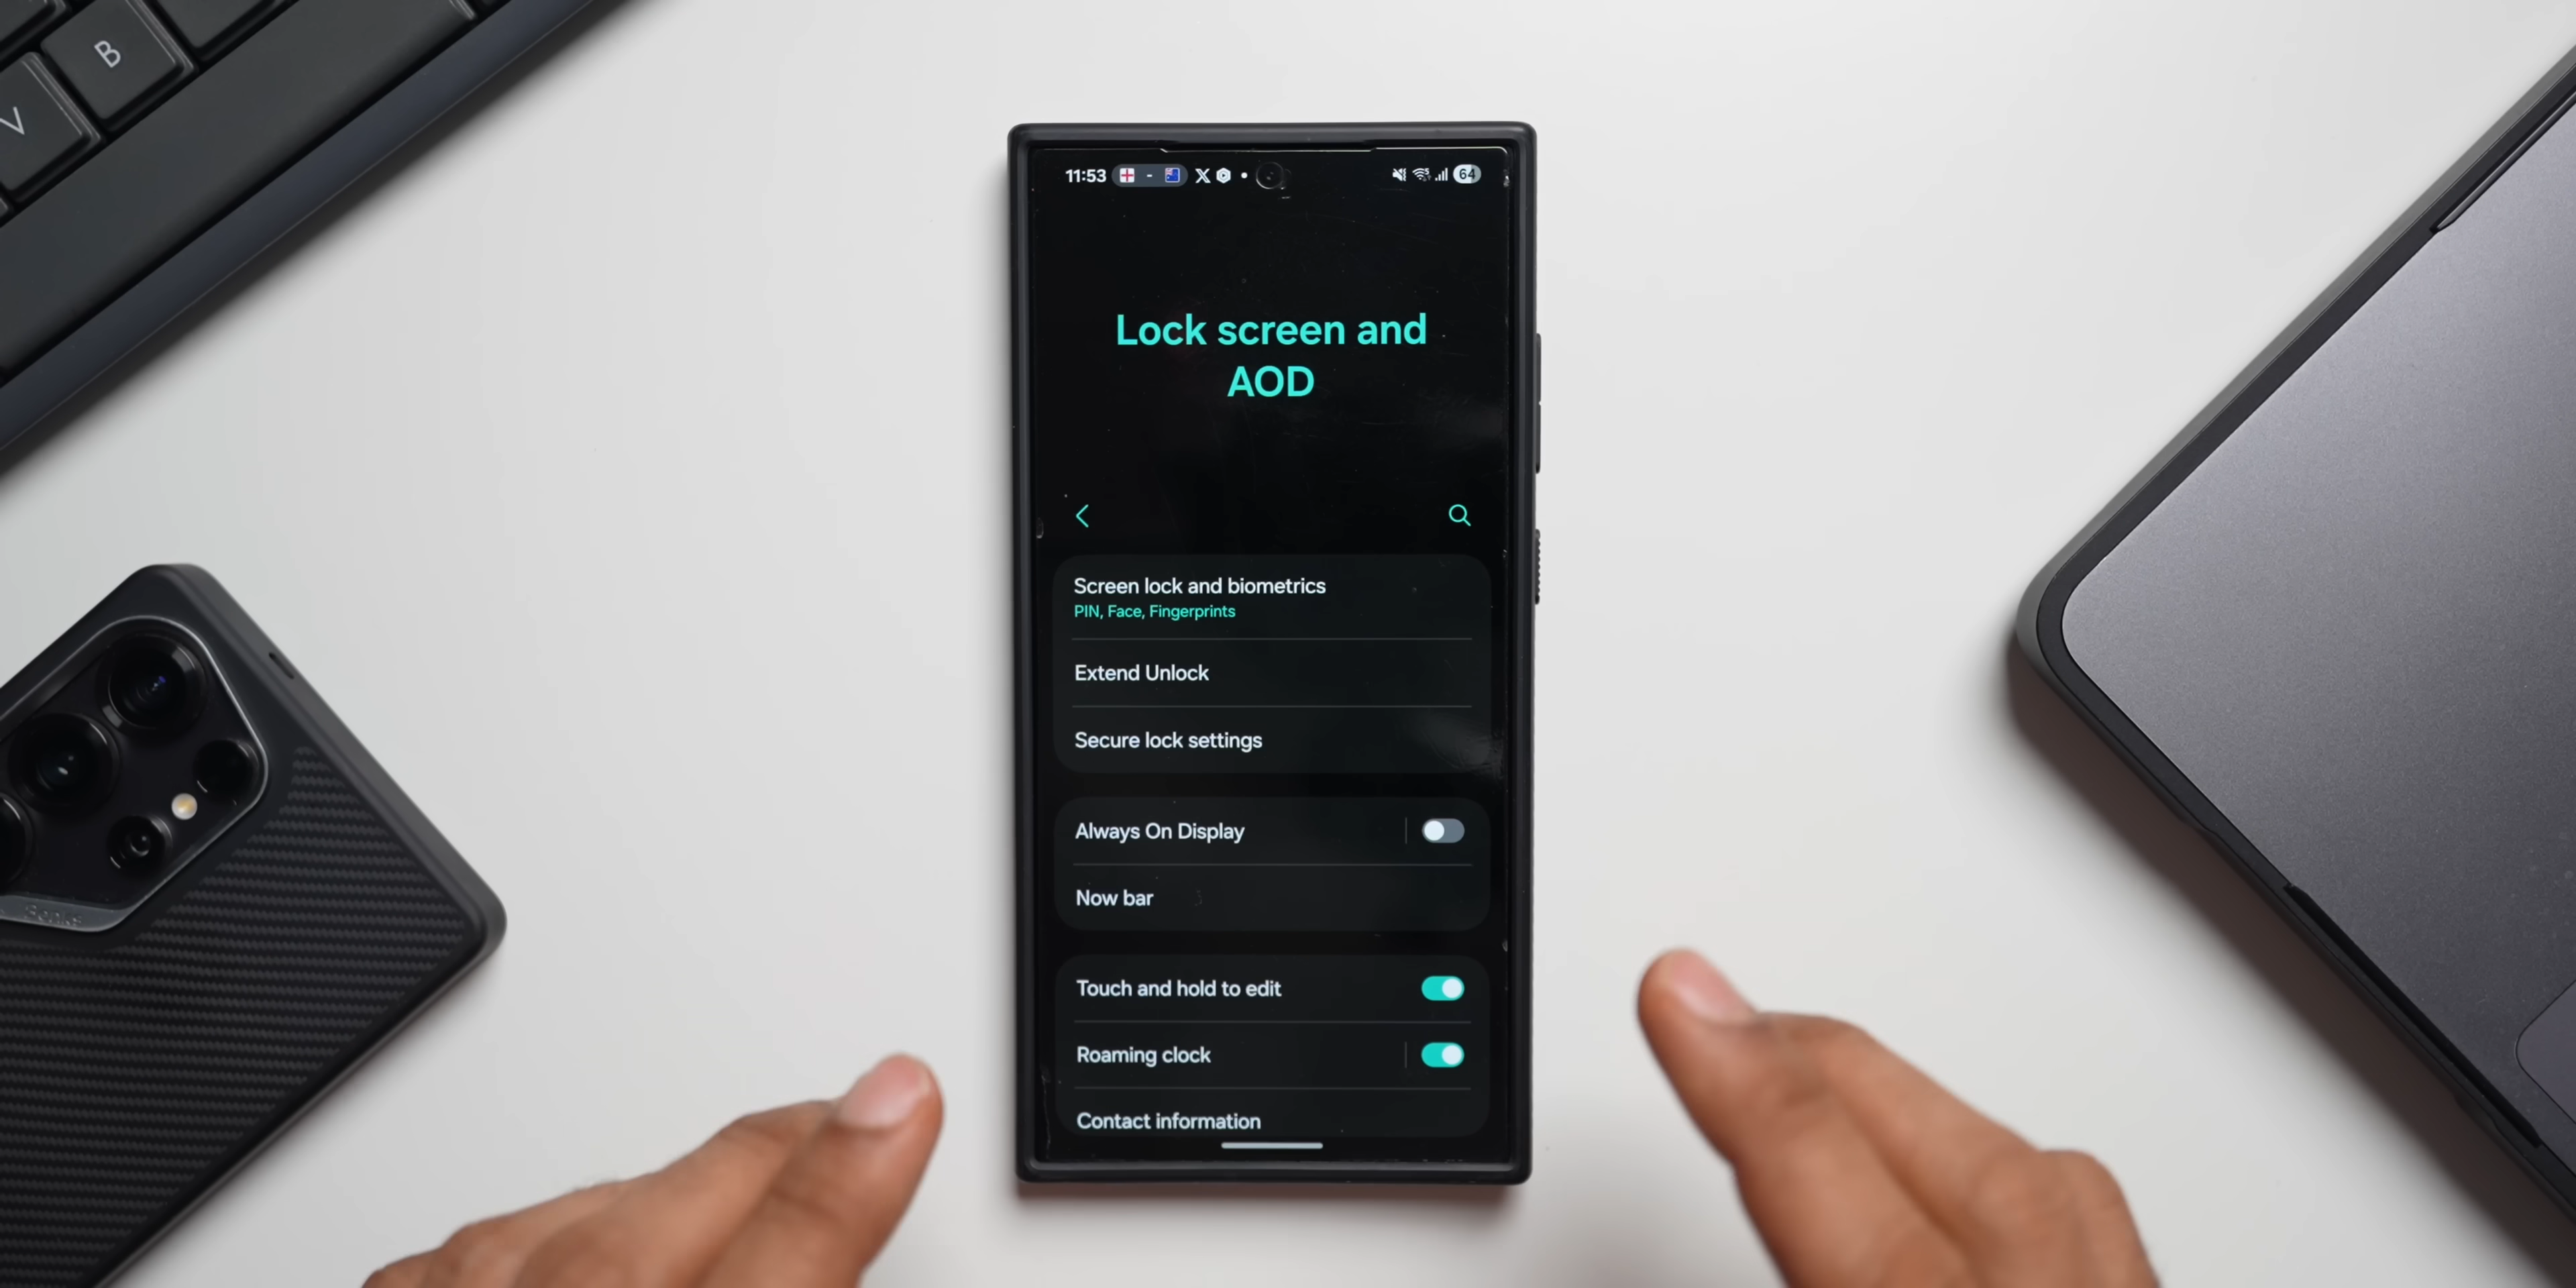 B
V
11:53
64
Lock screen and
AOD
Screen lock and biometrics
PIN, Face, Fingerprints
Extend Unlock
Secure lock settings
Always On Display
Now bar
Touch and hold to edit
Roaming clock
Contact information